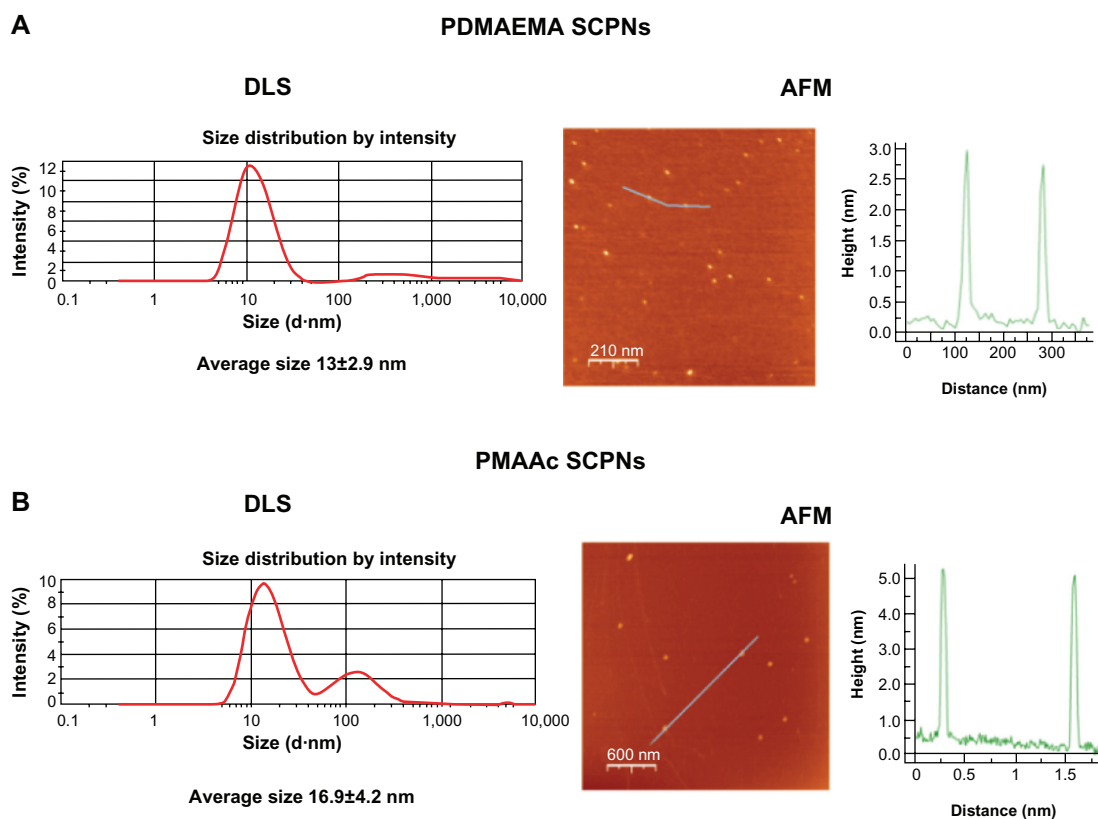 A
PDMAEMA SCPNs
DLS
AFM
Size distribution by intensity
Intensity (%)
12
10
8
6
4
2
0
0.1 1 10 100 1,000 10,000
Size (d·nm)
Average size 13±2.9 nm
210 nm
Height (nm)
3.0
2.5
2.0
1.5
1.0
0.5
0.0
0 100 200 300
Distance (nm)
PMAAc SCPNs
B
DLS
AFM
Size distribution by intensity
Intensity (%)
10
8
6
4
2
0
0.1 1 10 100 1,000 10,000
Size (d·nm)
Average size 16.9±4.2 nm
600 nm
Height (nm)
5.0
4.0
3.0
2.0
1.0
0.0
0 0.5 1 1.5
Distance (nm)